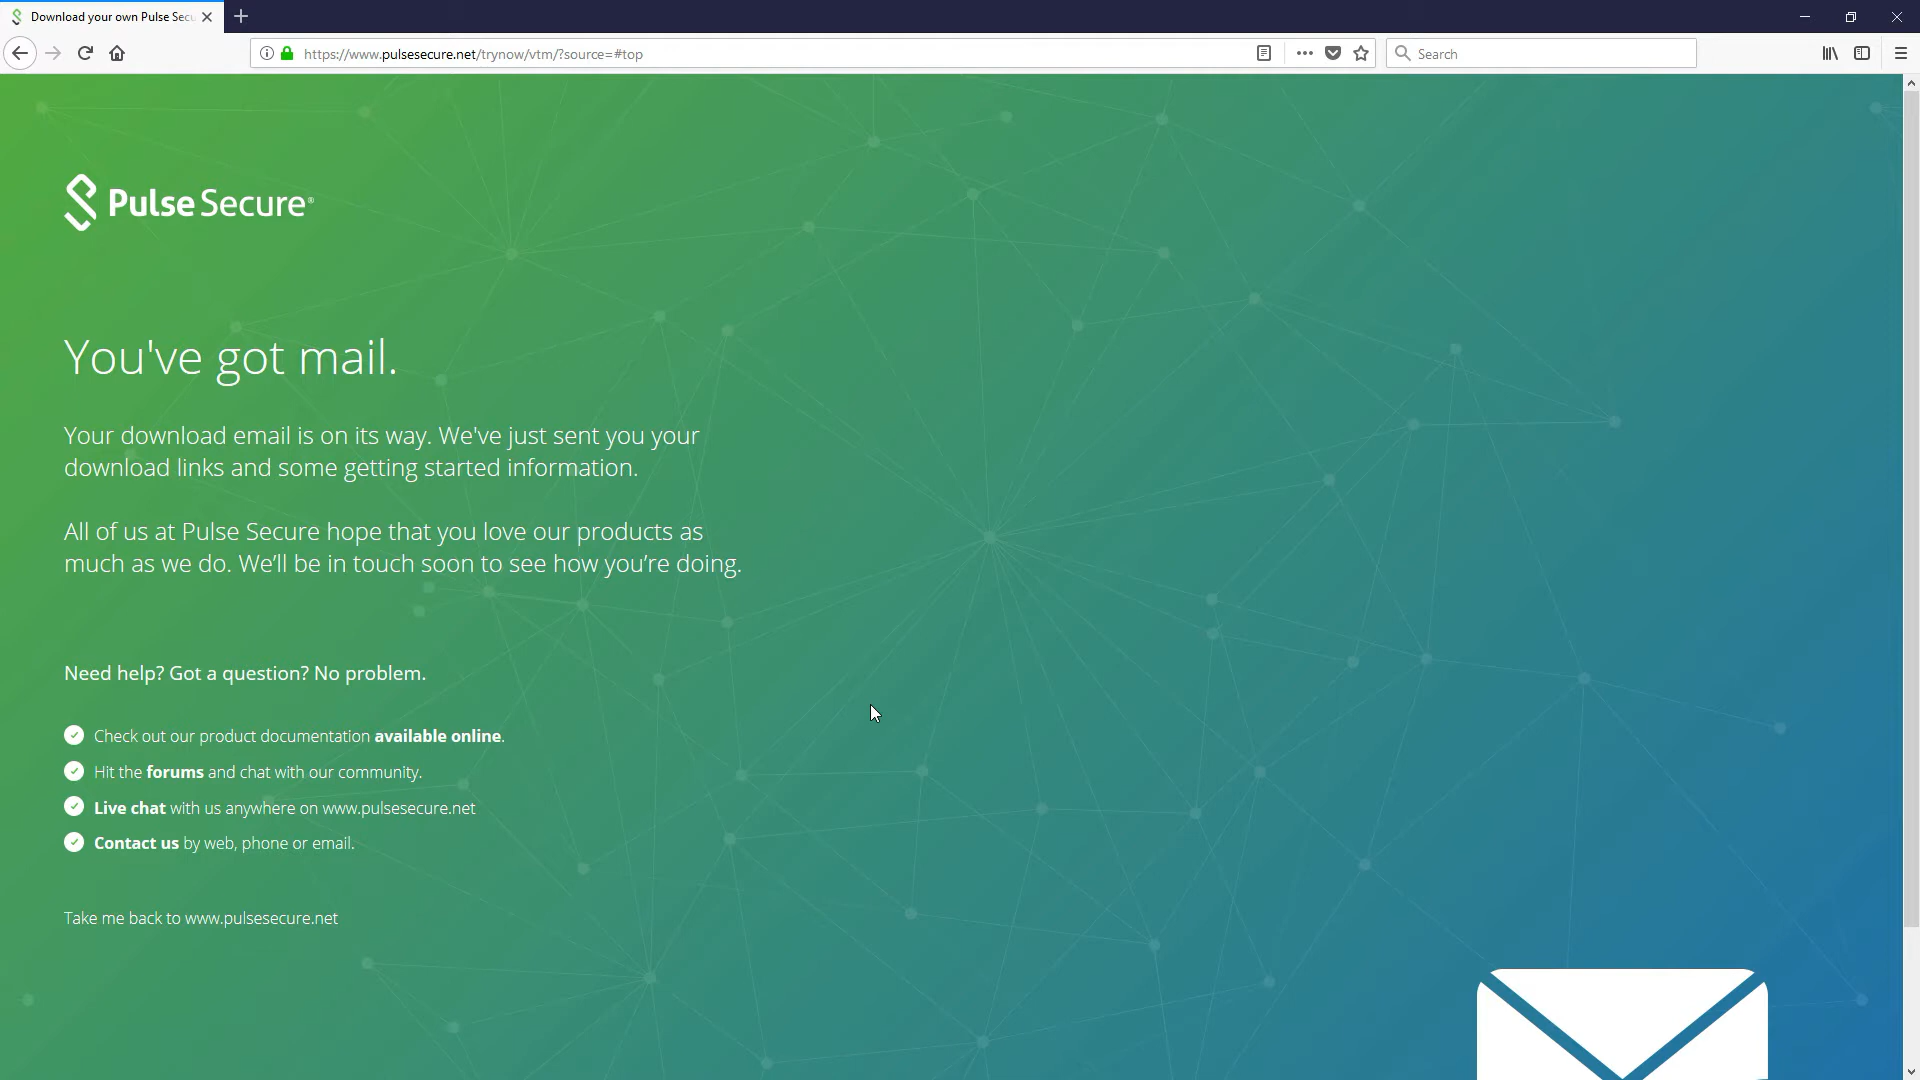 Download your own Pulse Secu
https://www.pulsesecure.net/trynow/vtm/?source=#top
Search
Pulse Secure®
You've got mail.
Your download email is on its way. We've just sent you your
download links and some getting started information.
All of us at Pulse Secure hope that you love our products as
much as we do. We’ll be in touch soon to see how you’re doing.
Need help? Got a question? No problem.
Check out our product documentation available online.
Hit the forums and chat with our community.
Live chat with us anywhere on www.pulsesecure.net
Contact us by web, phone or email.
Take me back to www.pulsesecure.net